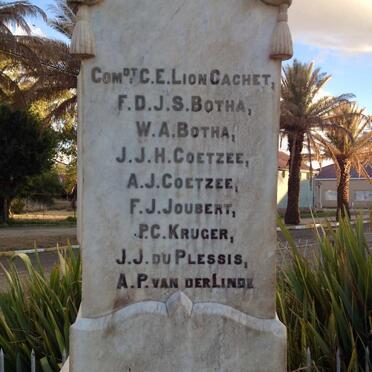 COMDT C.E. LION CACHET,
F.D.J.S. BOTHA,
W.A. BOTHA,
J.J.H. COETZEE,
A.J. COETZEE,
F.J. JOUBERT,
P.C. KRUGER,
J.J. DU PLESSIS,
A.P. VAN DER LINDE